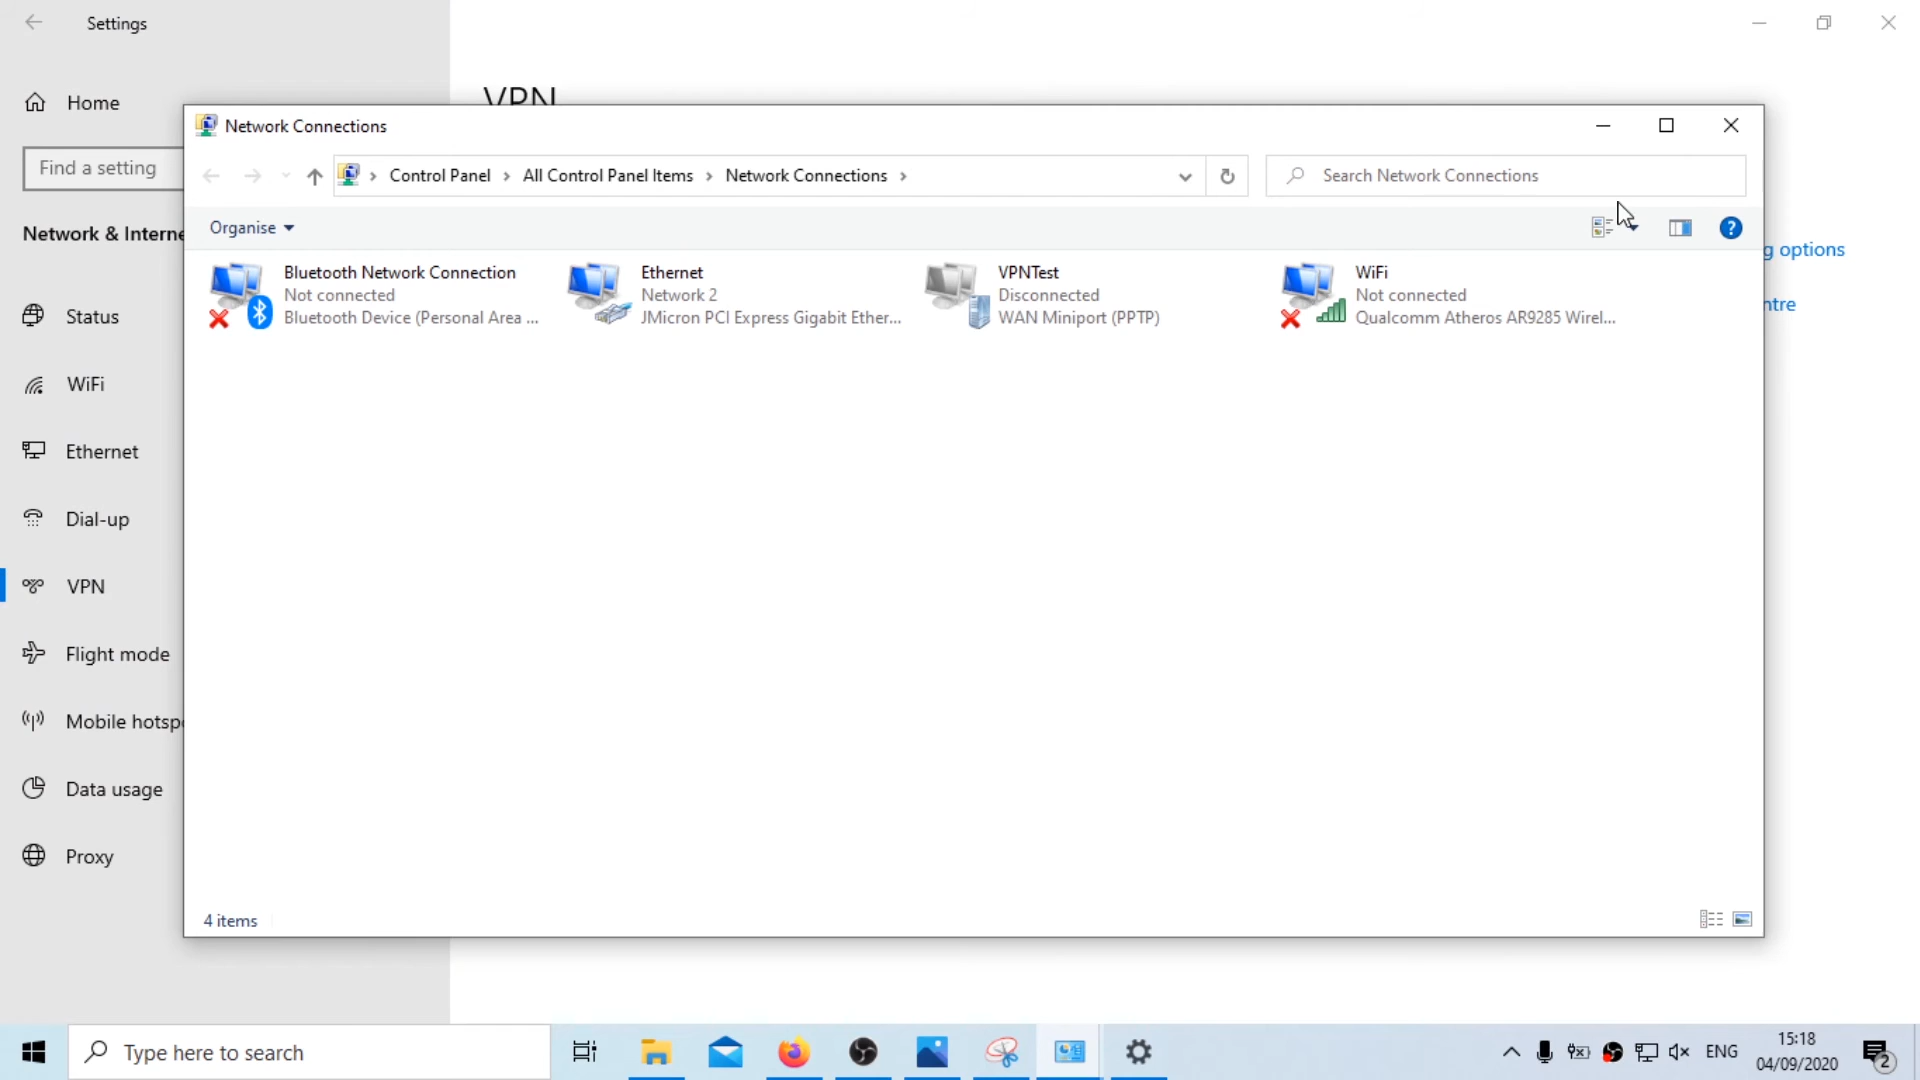 Settings
VPN
Home
Find a setting
Network & Interne
Status
WiFi
Ethernet
Dial-up
VPN
Flight mode
Mobile hotsp
Data usage
Proxy
g options
ntre
Network Connections
Control Panel
All Control Panel Items
Network Connections
Search Network Connections
Organise
?
Bluetooth Network Connection
Not connected
Bluetooth Device (Personal Area ...
Ethernet
Network 2
JMicron PCI Express Gigabit Ether...
VPNTest
Disconnected
WAN Miniport (PPTP)
WiFi
Not connected
Qualcomm Atheros AR9285 Wirel...
4 items
Type here to search
ENG
15:18
04/09/2020
2